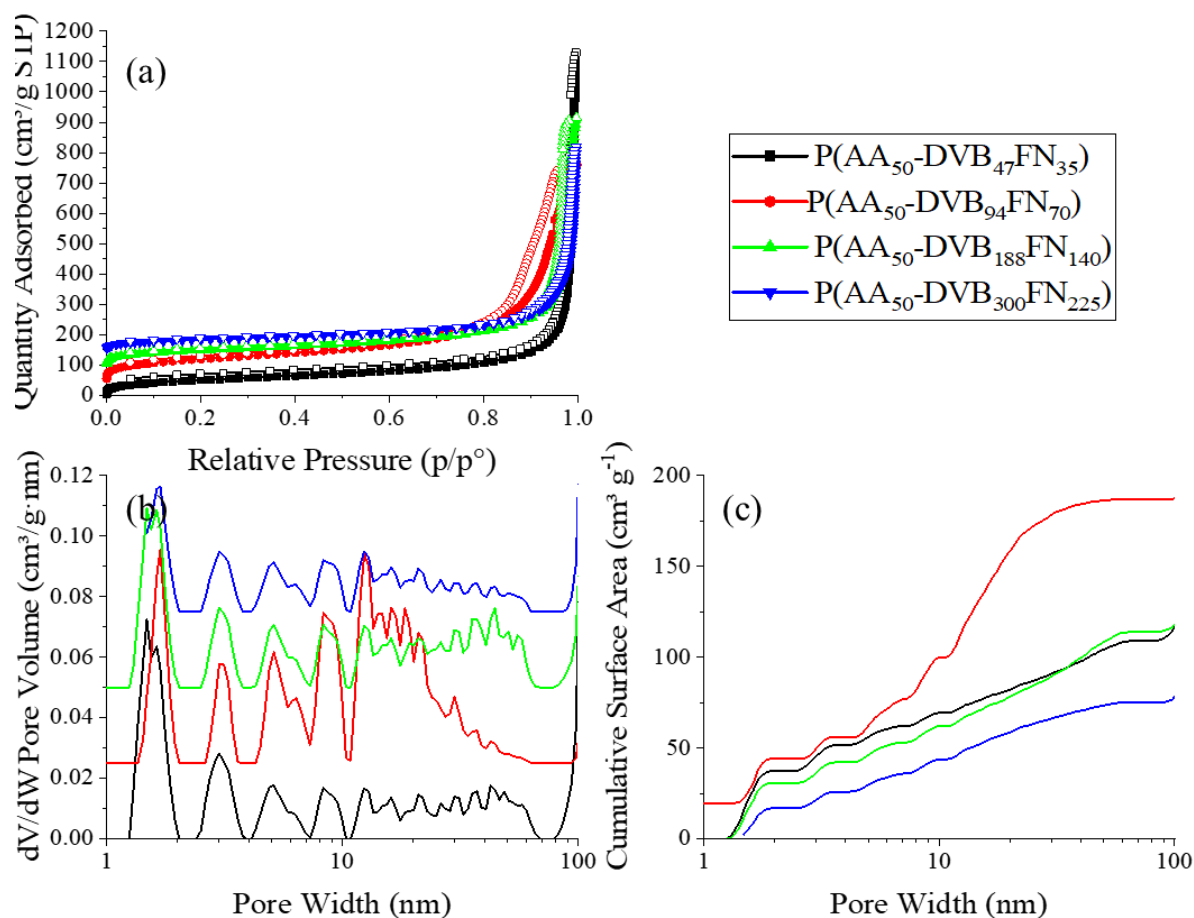 1200
1100
1000
900
800
700
600
500
400
300
200
100
0
Quantity Adsorbed (cm³/g STP)
(a)
0.0 0.2 0.4 0.6 0.8 1.0
Relative Pressure (p/p°)
P(AA₅₀-DVB₄₇FN₃₅)
P(AA₅₀-DVB₉₄FN₇₀)
P(AA₅₀-DVB₁₈₈FN₁₄₀)
P(AA₅₀-DVB₃₀₀FN₂₂₅)
0.12
0.10
0.08
0.06
0.04
0.02
0.00
dV/dW Pore Volume (cm³/g·nm)
(b)
1 10 100
Pore Width (nm)
200
150
100
50
0
Cumulative Surface Area (cm³ g⁻¹)
(c)
1 10 100
Pore Width (nm)